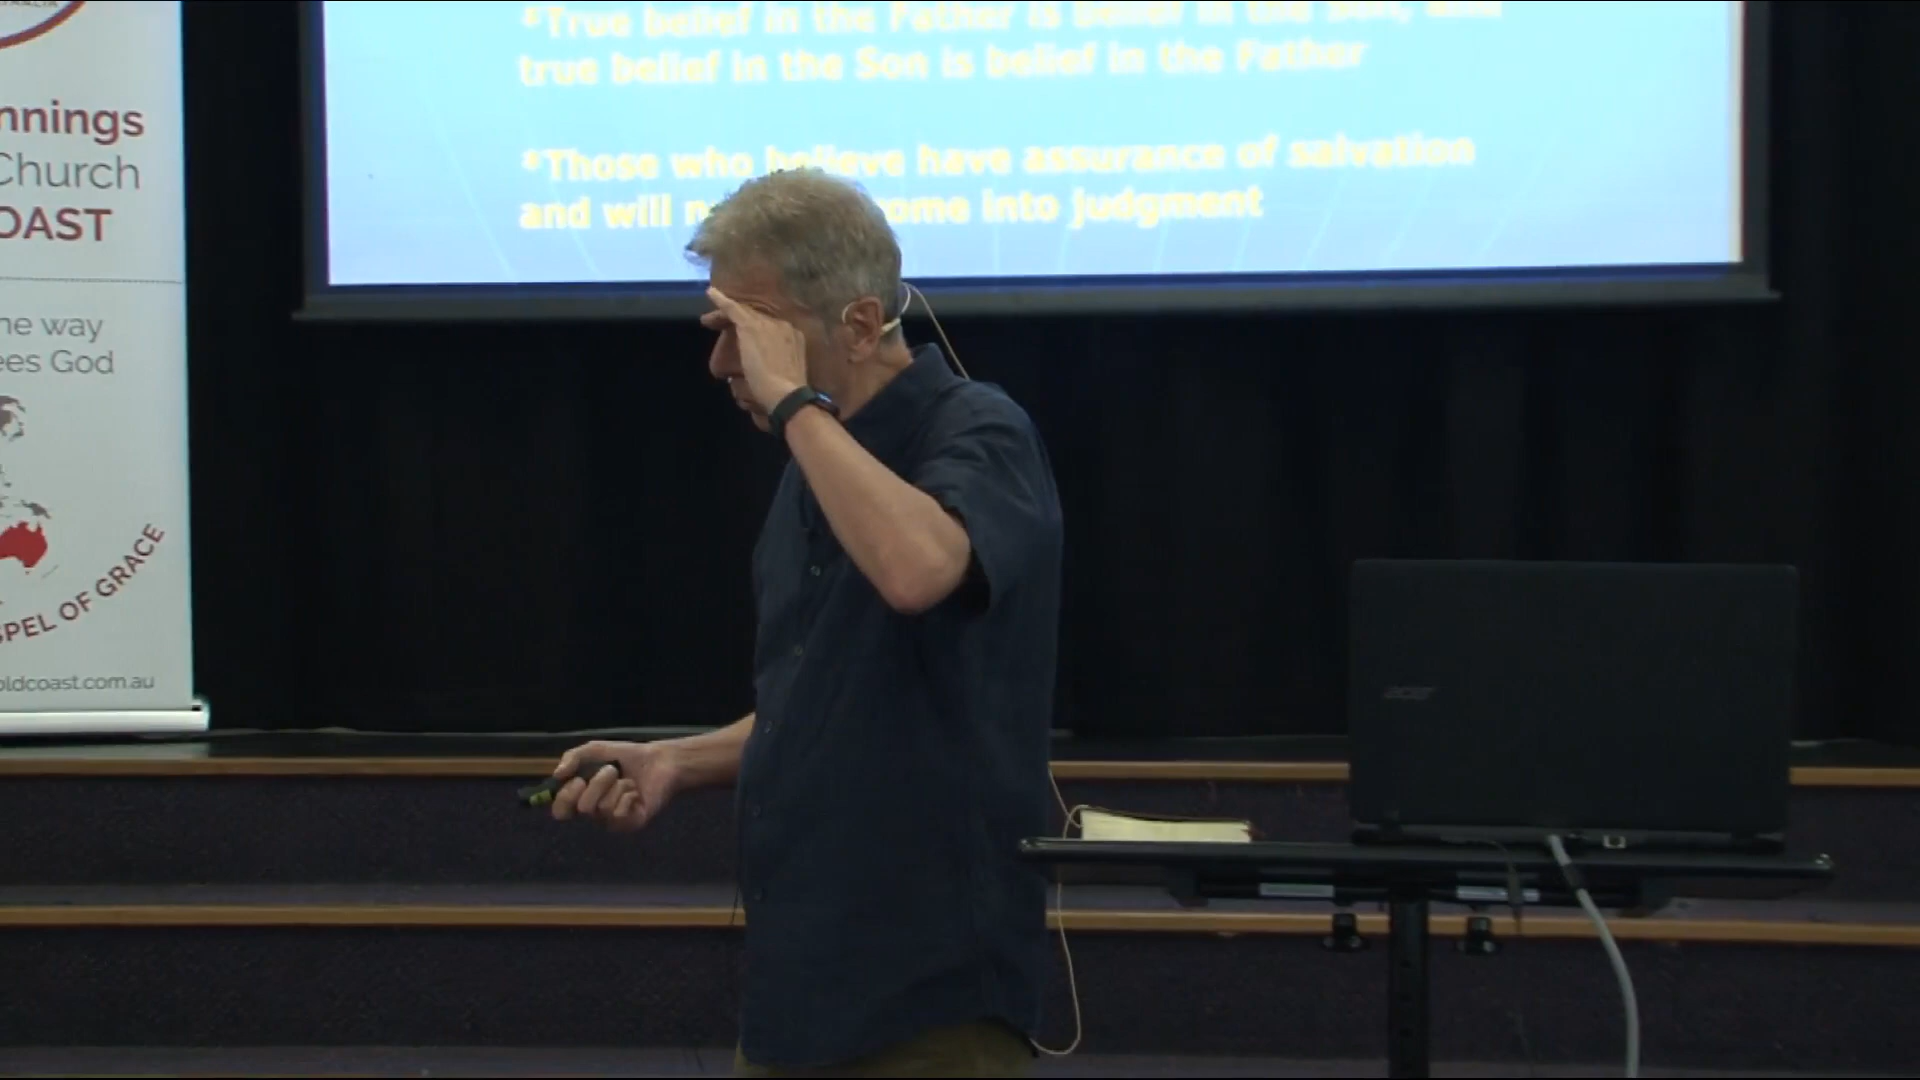 *True belief in the Father is belief in the Son, and
true belief in the Son is belief in the Father
*Those who believe have assurance of salvation
and will come into judgment
nnings
Church
OAST
he way
ees God
SPEL OF GRACE
oldcoast.com.au
acer